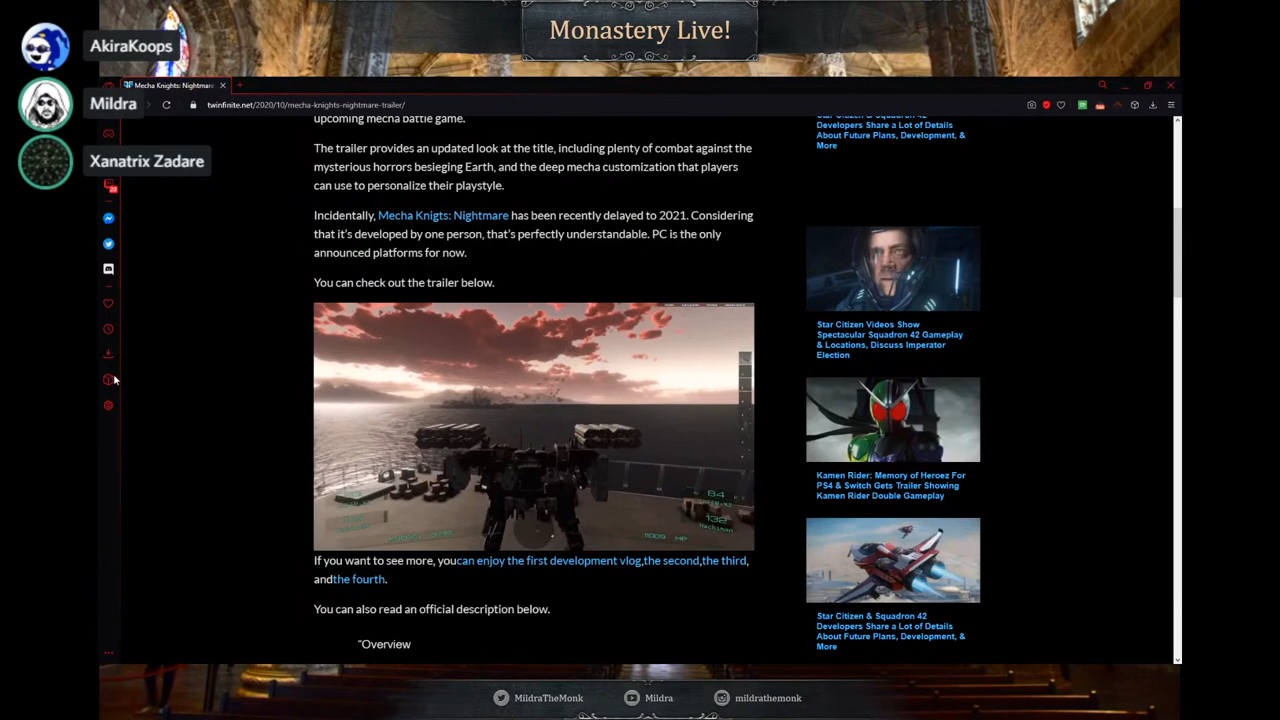 Monastery Live!
AkiraKoops
Mildra
Xanatrix Zadare
Mecha Knights: Nightmare
twinfinite.net/2020/10/mecha-knights-nightmare-trailer/
upcoming mecha battle game.
The trailer provides an updated look at the title, including plenty of combat against the
mysterious horrors besieging Earth, and the deep mecha customization that players
can use to personalize their playstyle.
Incidentally, Mecha Knigts: Nightmare has been recently delayed to 2021. Considering
that it's developed by one person, that's perfectly understandable. PC is the only
announced platforms for now.
You can check out the trailer below.
84
132
Hachiman
8009 MP
If you want to see more, youcan enjoy the first development vlog,the second,the third,
andthe fourth.
You can also read an official description below.
"Overview
Star Citizen & Squadron 42
Developers Share a Lot of Details
About Future Plans, Development, &
More
Star Citizen Videos Show
Spectacular Squadron 42 Gameplay
& Locations, Discuss Imperator
Election
Kamen Rider: Memory of Heroez For
PS4 & Switch Gets Trailer Showing
Kamen Rider Double Gameplay
Star Citizen & Squadron 42
Developers Share a Lot of Details
About Future Plans, Development, &
More
MildraTheMonk
Mildra
mildrathemonk